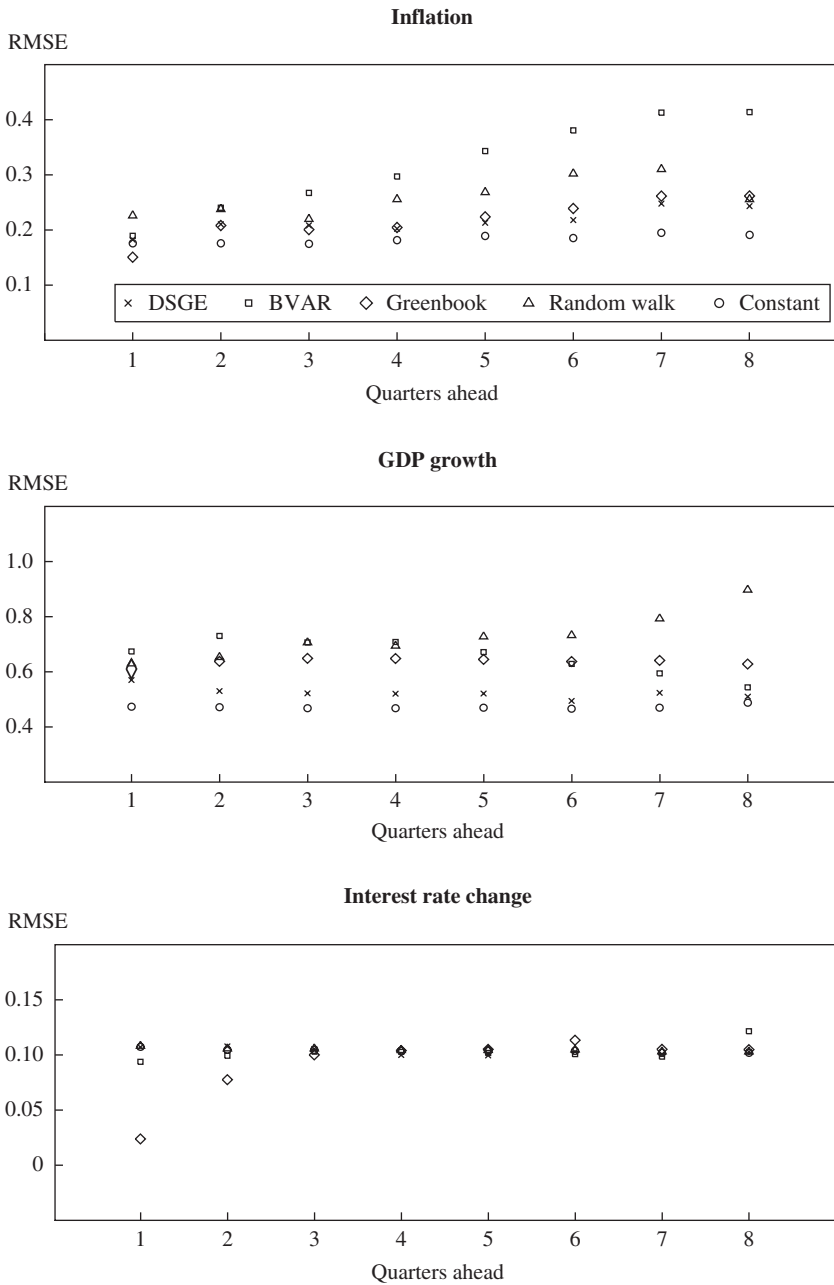 Inflation
RMSE
0.4
0.3
0.2
0.1
DSGE BVAR Greenbook Random walk Constant
1 2 3 4 5 6 7 8
Quarters ahead
GDP growth
RMSE
1.0
0.8
0.6
0.4
1 2 3 4 5 6 7 8
Quarters ahead
Interest rate change
RMSE
0.15
0.10
0.05
0
1 2 3 4 5 6 7 8
Quarters ahead